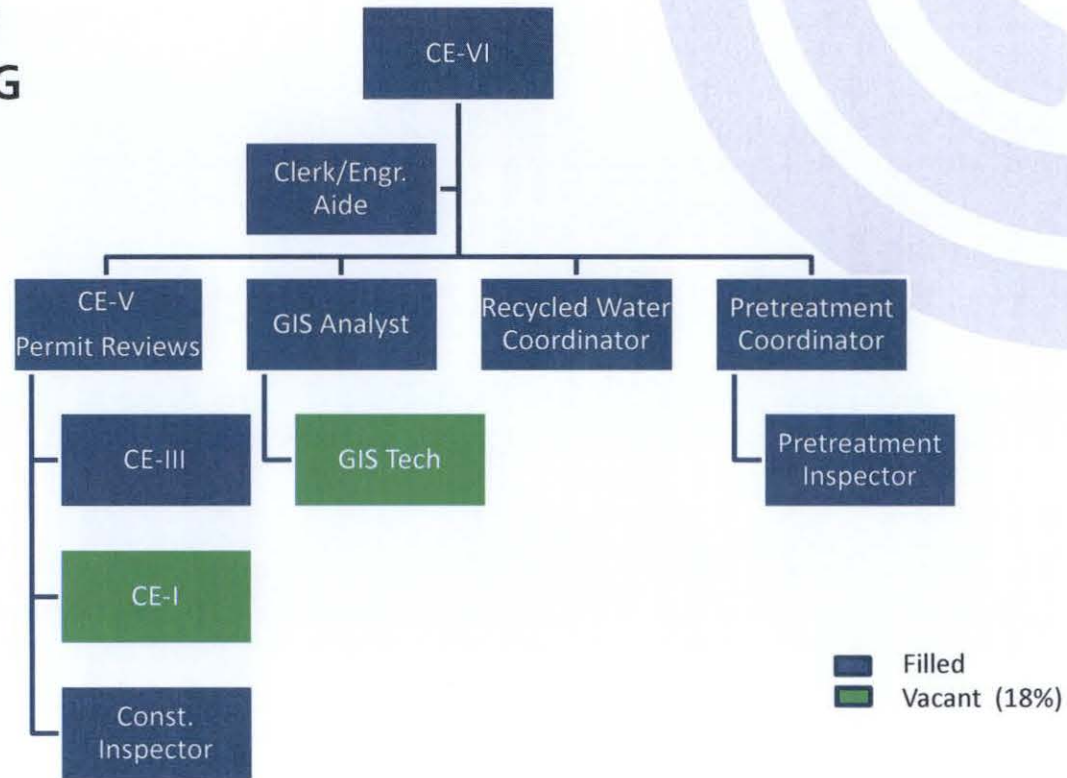 G
CE-VI
Clerk/Engr.
Aide
CE-V
Permit Reviews
GIS Analyst
Recycled Water
Coordinator
Pretreatment
Coordinator
CE-III
GIS Tech
Pretreatment
Inspector
CE-I
Const.
Inspector
Filled
Vacant (18%)